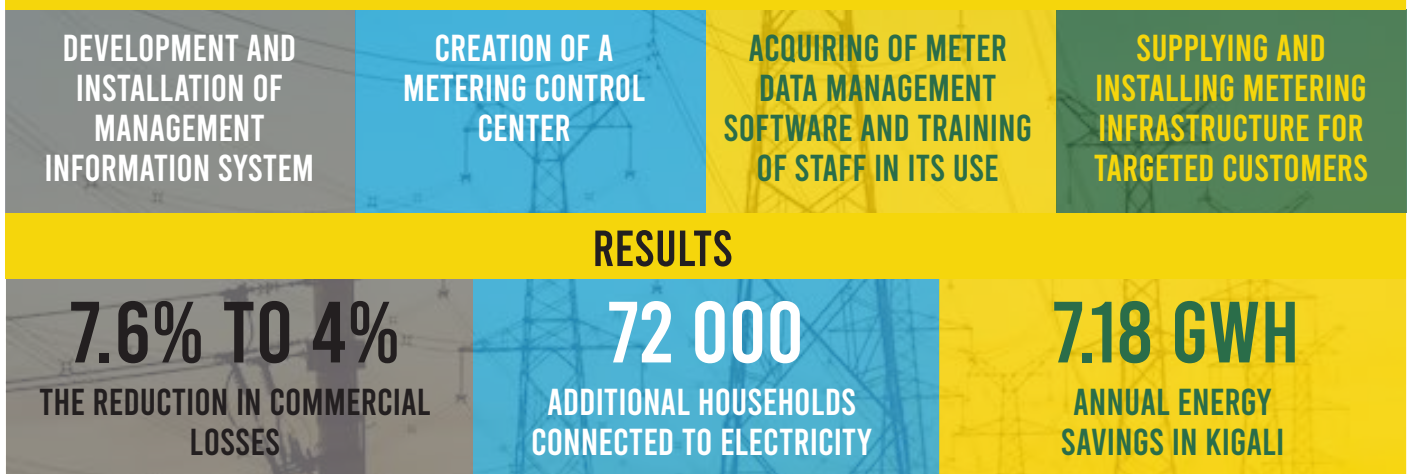 DEVELOPMENT AND
INSTALLATION OF
MANAGEMENT
INFORMATION SYSTEM
CREATION OF A
METERING CONTROL
CENTER
ACQUIRING OF METER
DATA MANAGEMENT
SOFTWARE AND TRAINING
OF STAFF IN ITS USE
SUPPLYING AND
INSTALLING METERING
INFRASTRUCTURE FOR
TARGETED CUSTOMERS
RESULTS
7.6% TO 4%
THE REDUCTION IN COMMERCIAL
LOSSES
72 000
ADDITIONAL HOUSEHOLDS
CONNECTED TO ELECTRICITY
7.18 GWH
ANNUAL ENERGY
SAVINGS IN KIGALI